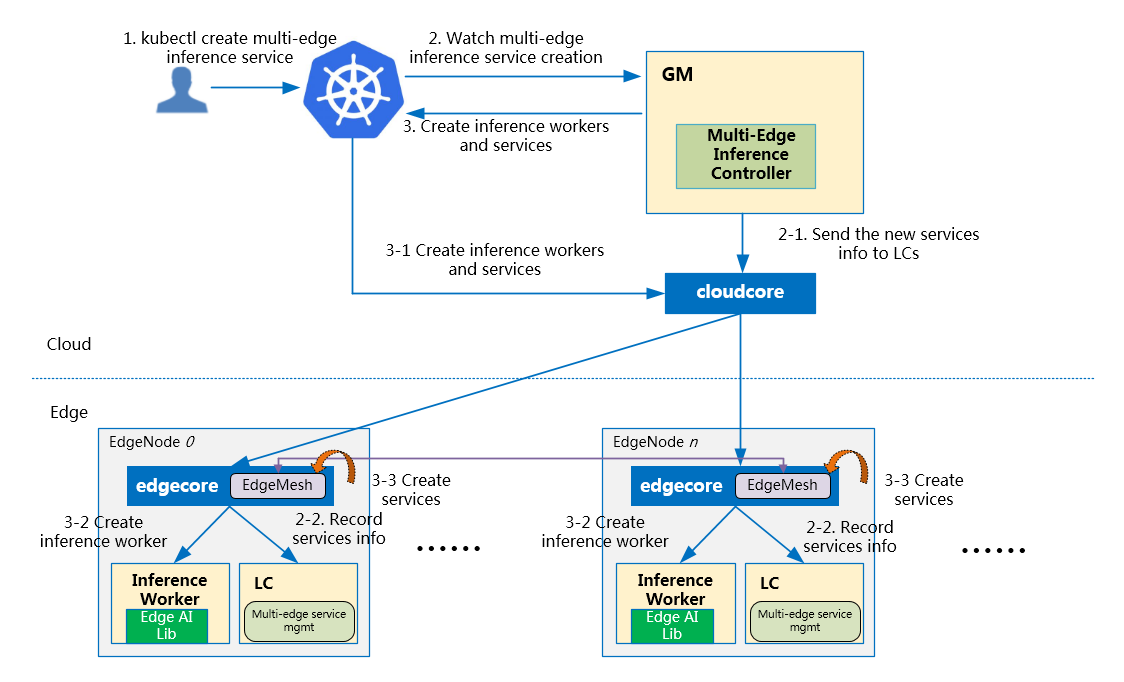 1. kubectl create multi-edge
inference service
2. Watch multi-edge
inference service creation
GM
3. Create inference workers
and services
Multi-Edge
Inference
Controller
3-1 Create inference workers
and services
2-1. Send the new services
info to LCs
cloudcore
Cloud
Edge
EdgeNode 0
edgecore
EdgeMesh
3-3 Create
services
3-2 Create
inference worker
2-2. Record
services info
......
Inference
Worker
Edge AI
Lib
LC
Multi-edge service
mgmt
EdgeNode n
edgecore
EdgeMesh
3-3 Create
services
3-2 Create
inference worker
2-2. Record
services info
......
Inference
Worker
Edge AI
Lib
LC
Multi-edge service
mgmt